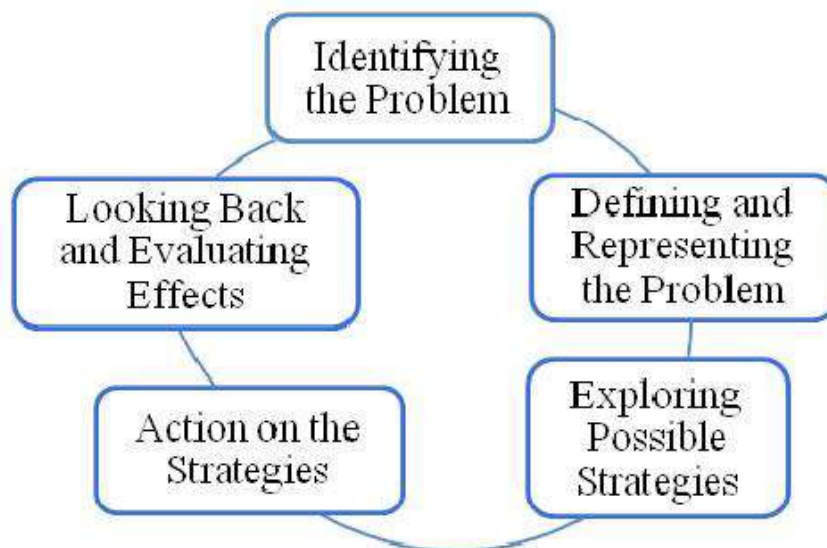 Identifying
the Problem
Defining and
Representing
the Problem
Exploring
Possible
Strategies
Action on the
Strategies
Looking Back
and Evaluating
Effects